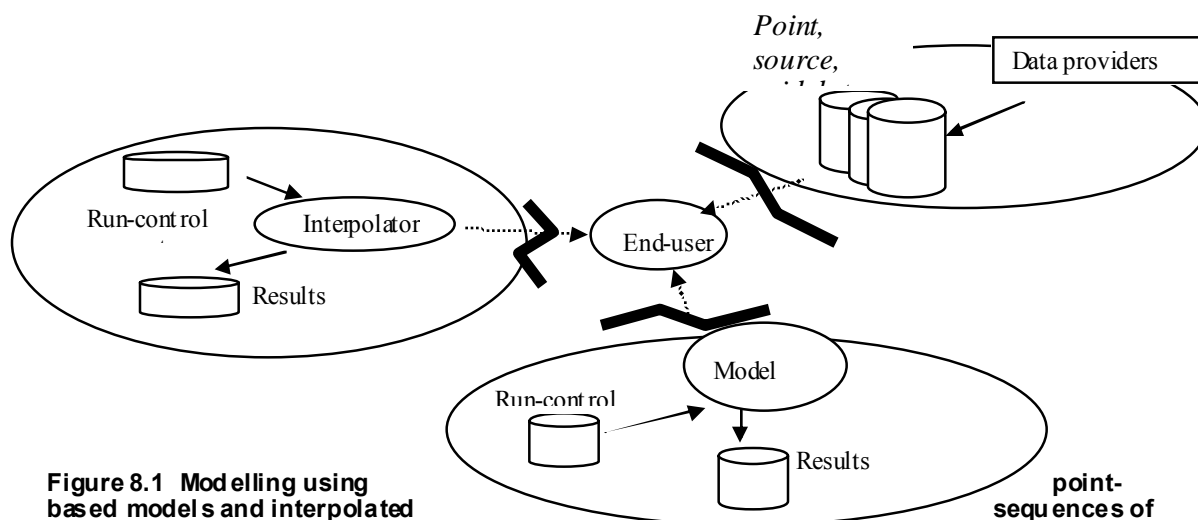 Point,
source,
Data providers
Run-control
Interpolator
End-user
Results
Model
Run-control
Results
Figure 8.1 Modelling using point-
based models and interpolated sequences of